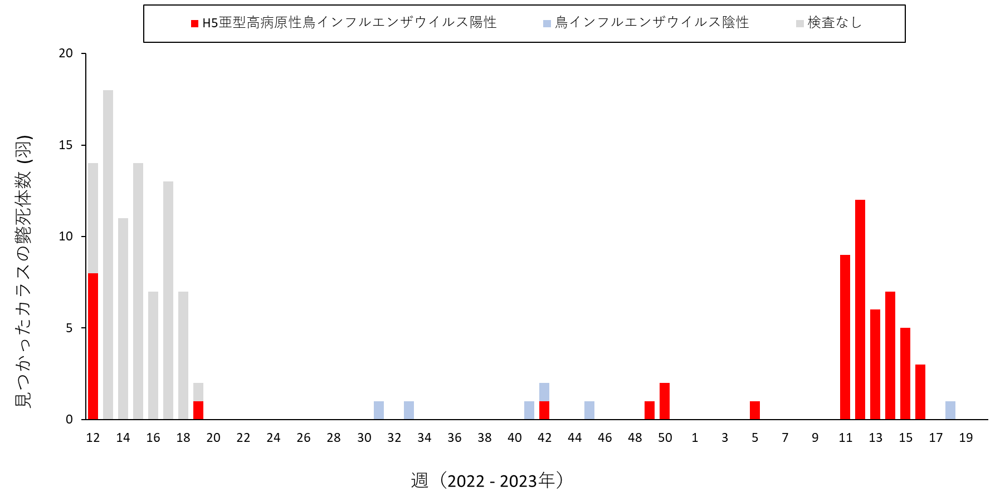 H5亜型高病原性鳥インフルエンザウイルス陽性 鳥インフルエンザウイルス陰性 検査なし
20
15
10
5
0
見つかったカラスの斃死体数 (羽)
12 14 16 18 20 22 24 26 28 30 32 34 36 38 40 42 44 46 48 50 1 3 5 7 9 11 13 15 17 19
週（2022 - 2023年）